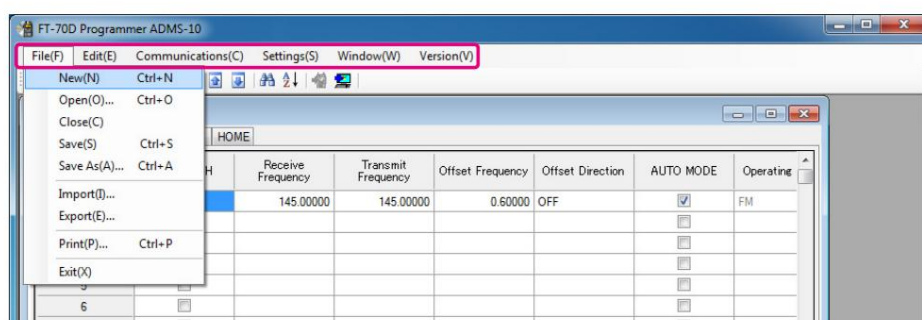 FT-70D Programmer ADMS-10
File(F) Edit(E) Communications(C) Settings(S) Window(W) Version(V)
New(N) Ctrl+N
Open(O)... Ctrl+O
Close(C)
Save(S) Ctrl+S
Save As(A)... Ctrl+A
Import(I)...
Export(E)...
Print(P)... Ctrl+P
Exit(X)
HOME
H Receive Frequency Transmit Frequency Offset Frequency Offset Direction AUTO MODE Operating
145.00000 145.00000 0.60000 OFF FM
5
6